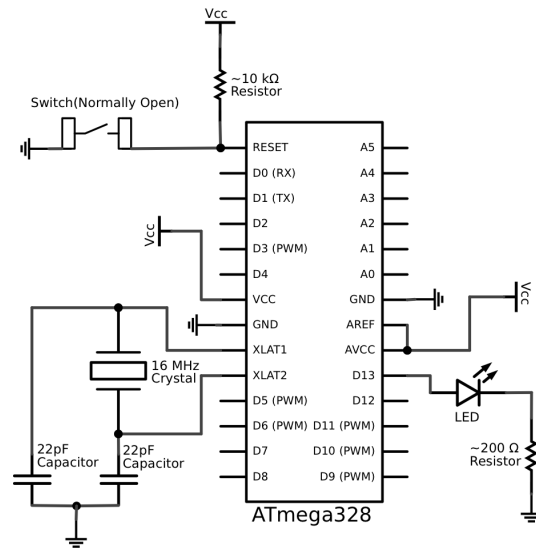 Vcc
~10 kΩ
Resistor
Switch(Normally Open)
RESET
D0 (RX)
D1 (TX)
D2
D3 (PWM)
D4
VCC
GND
XLAT1
XLAT2
D5 (PWM)
D6 (PWM)
D7
D8
A5
A4
A3
A2
A1
A0
GND
AREF
AVCC
D13
D12
D11 (PWM)
D10 (PWM)
D9 (PWM)
Vcc
Vcc
16 MHz
Crystal
22pF
Capacitor
22pF
Capacitor
LED
~200 Ω
Resistor
ATmega328